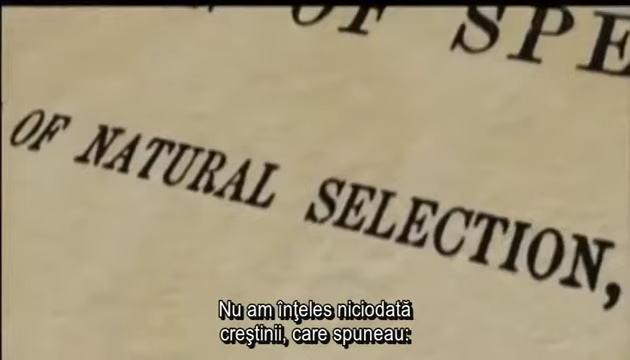 OF SPE
OF NATURAL SELECTION,
Nu am înţeles niciodată
creştinii, care spuneau: